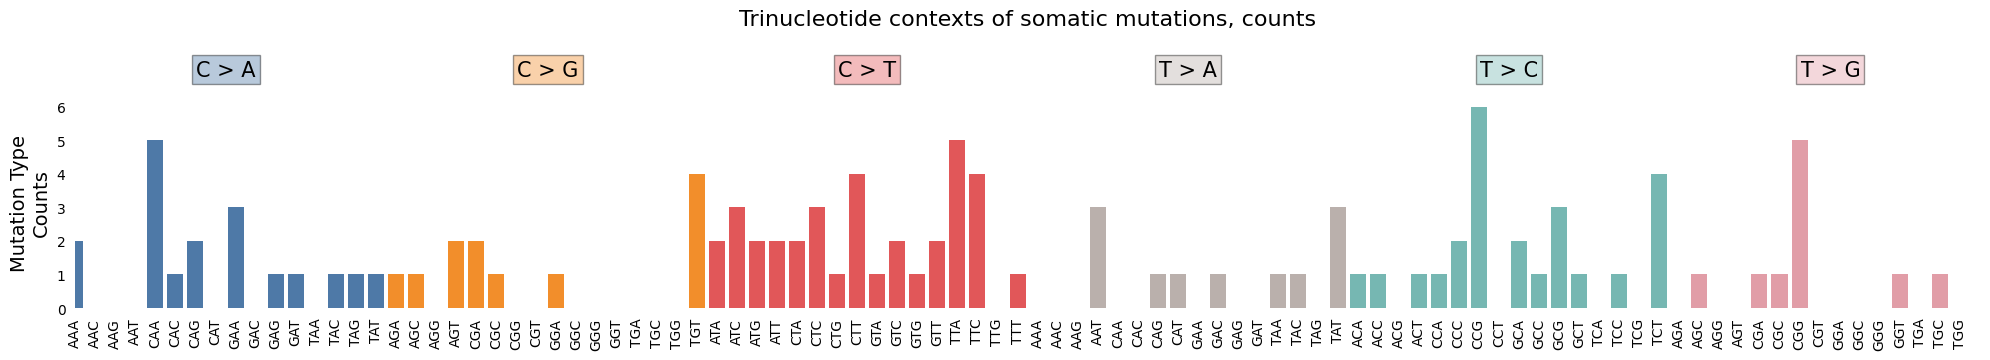 Trinucleotide contexts of somatic mutations, counts
C > A C > G C > T T > A T > C T > G
Mutation Type
Counts
6
5
4
3
2
1
0
AAA AAC AAG AAT CAA CAC CAG CAT GAA GAC GAG GAT TAA TAC TAG TAT AGA AGC AGG AGT CGA CGC CGG CGT GGA GGC GGG GGT TGA TGC TGG TGT ATA ATC ATG ATT CTA CTC CTG CTT GTA GTC GTG GTT TTA TTC TTG TTT AAA AAC AAG AAT CAA CAC CAG CAT GAA GAC GAG GAT TAA TAC TAG TAT ACA ACC ACG ACT CCA CCC CCG CCT GCA GCC GCG GCT TCA TCC TCG TCT AGA AGC AGG AGT CGA CGC CGG CGT GGA GGC GGG GGT TGA TGC TGG